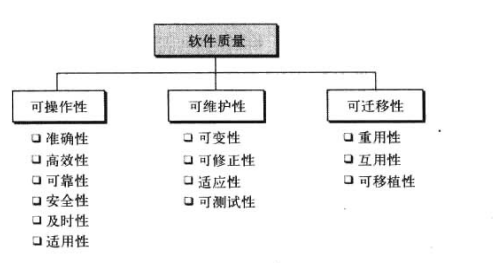 软件质量
可操作性 可维护性 可迁移性
❑ 准确性 ❑ 可变性 ❑ 重用性
❑ 高效性 ❑ 可修正性 ❑ 互用性
❑ 可靠性 ❑ 适应性 ❑ 可移植性
❑ 安全性 ❑ 可测试性
❑ 及时性
❑ 适用性